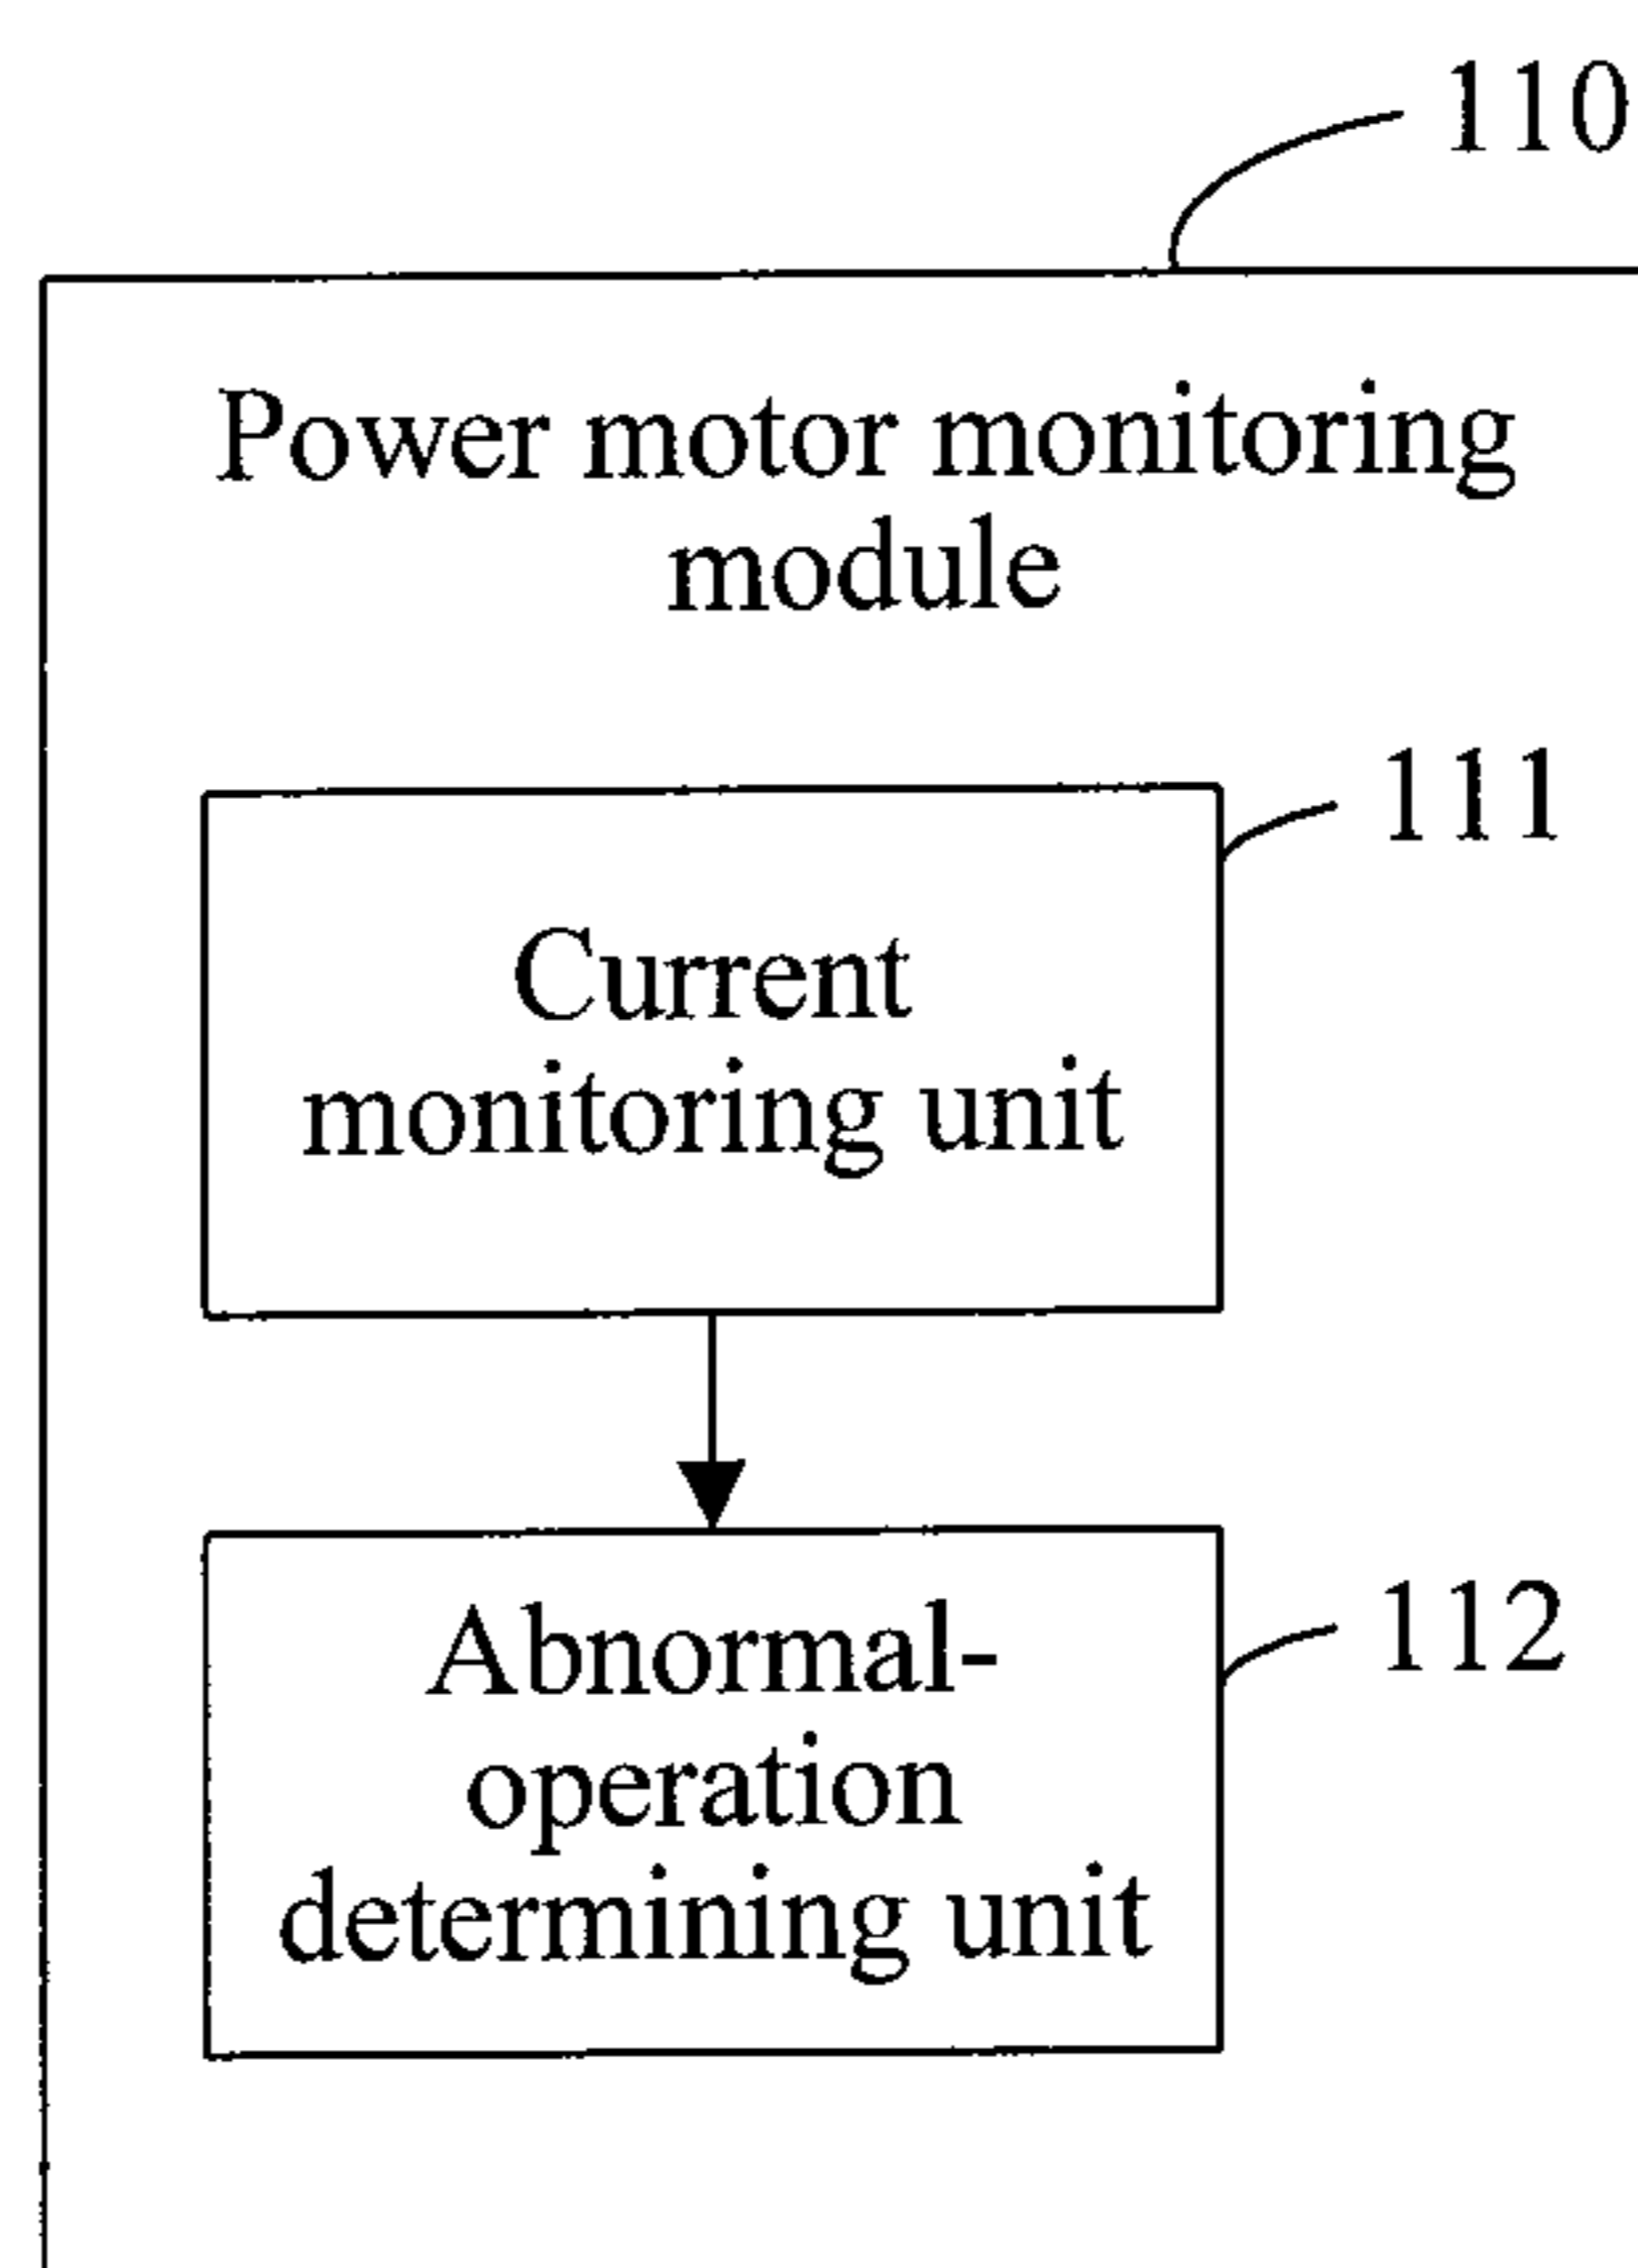 110
Power motor monitoring
module
111
Current
monitoring unit
112
Abnormal-
operation
determining unit